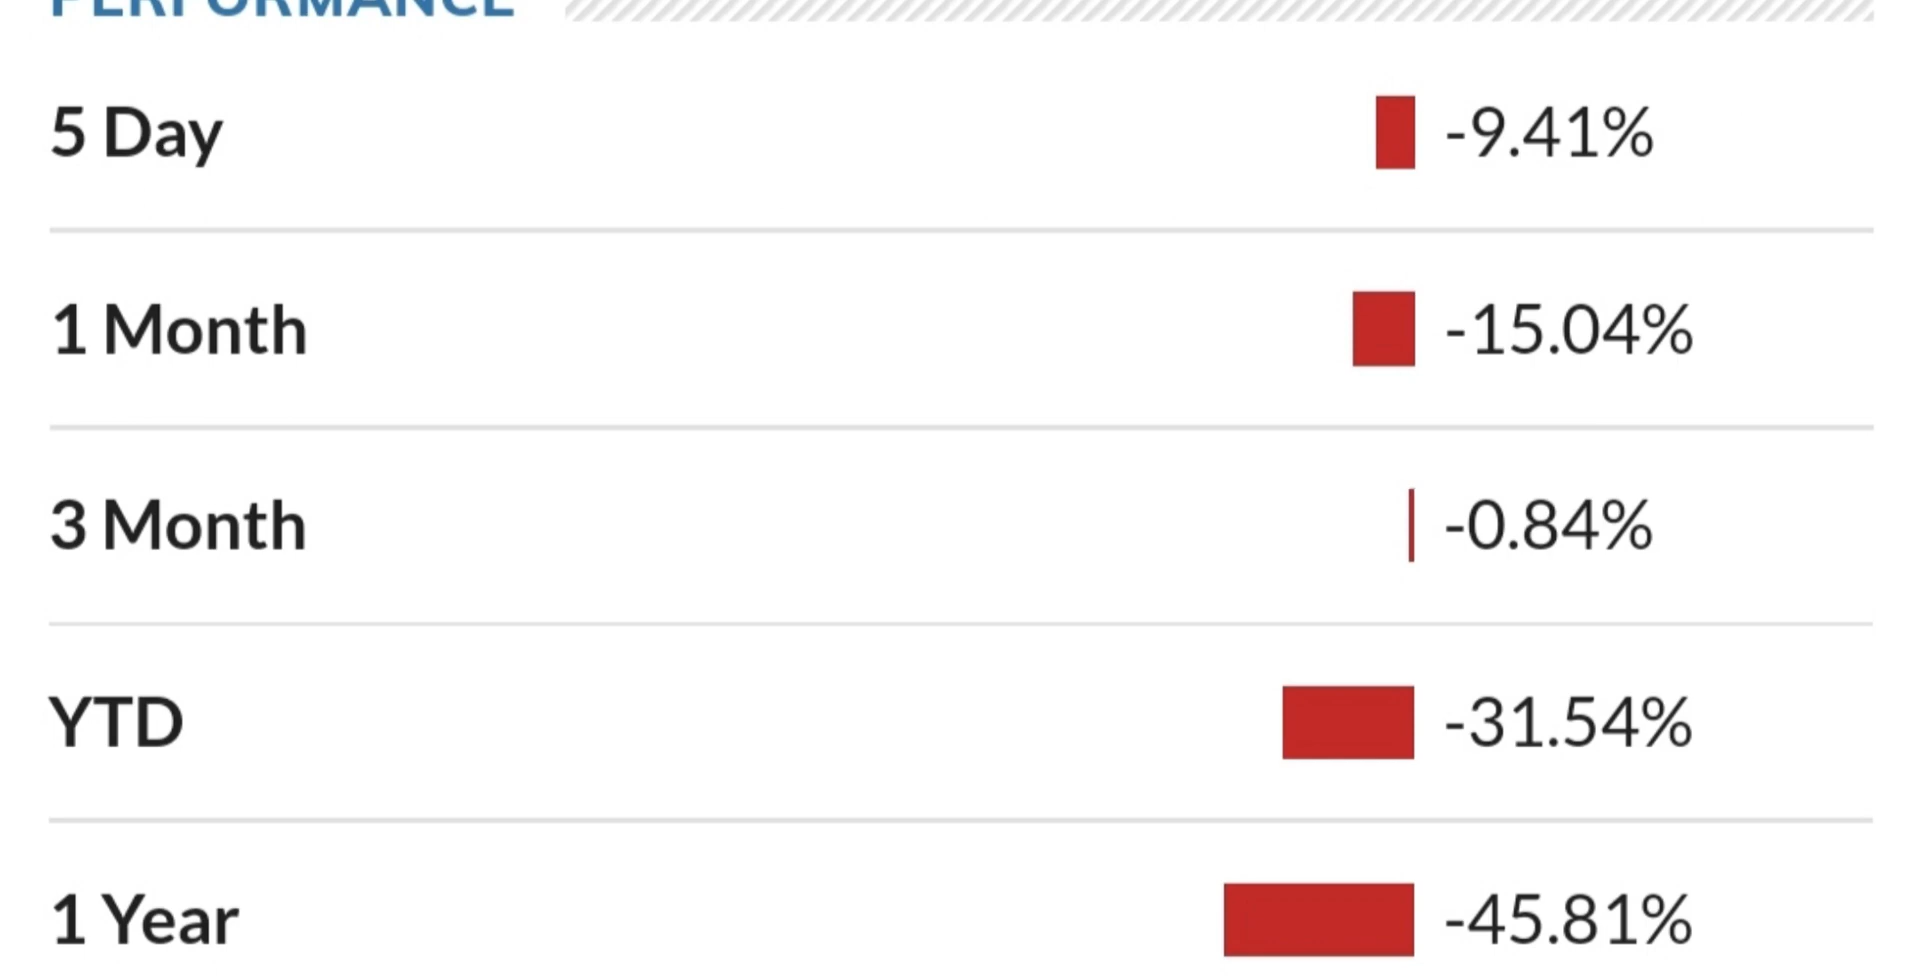 PERFORMANCE
5 Day -9.41%
1 Month -15.04%
3 Month -0.84%
YTD -31.54%
1 Year -45.81%